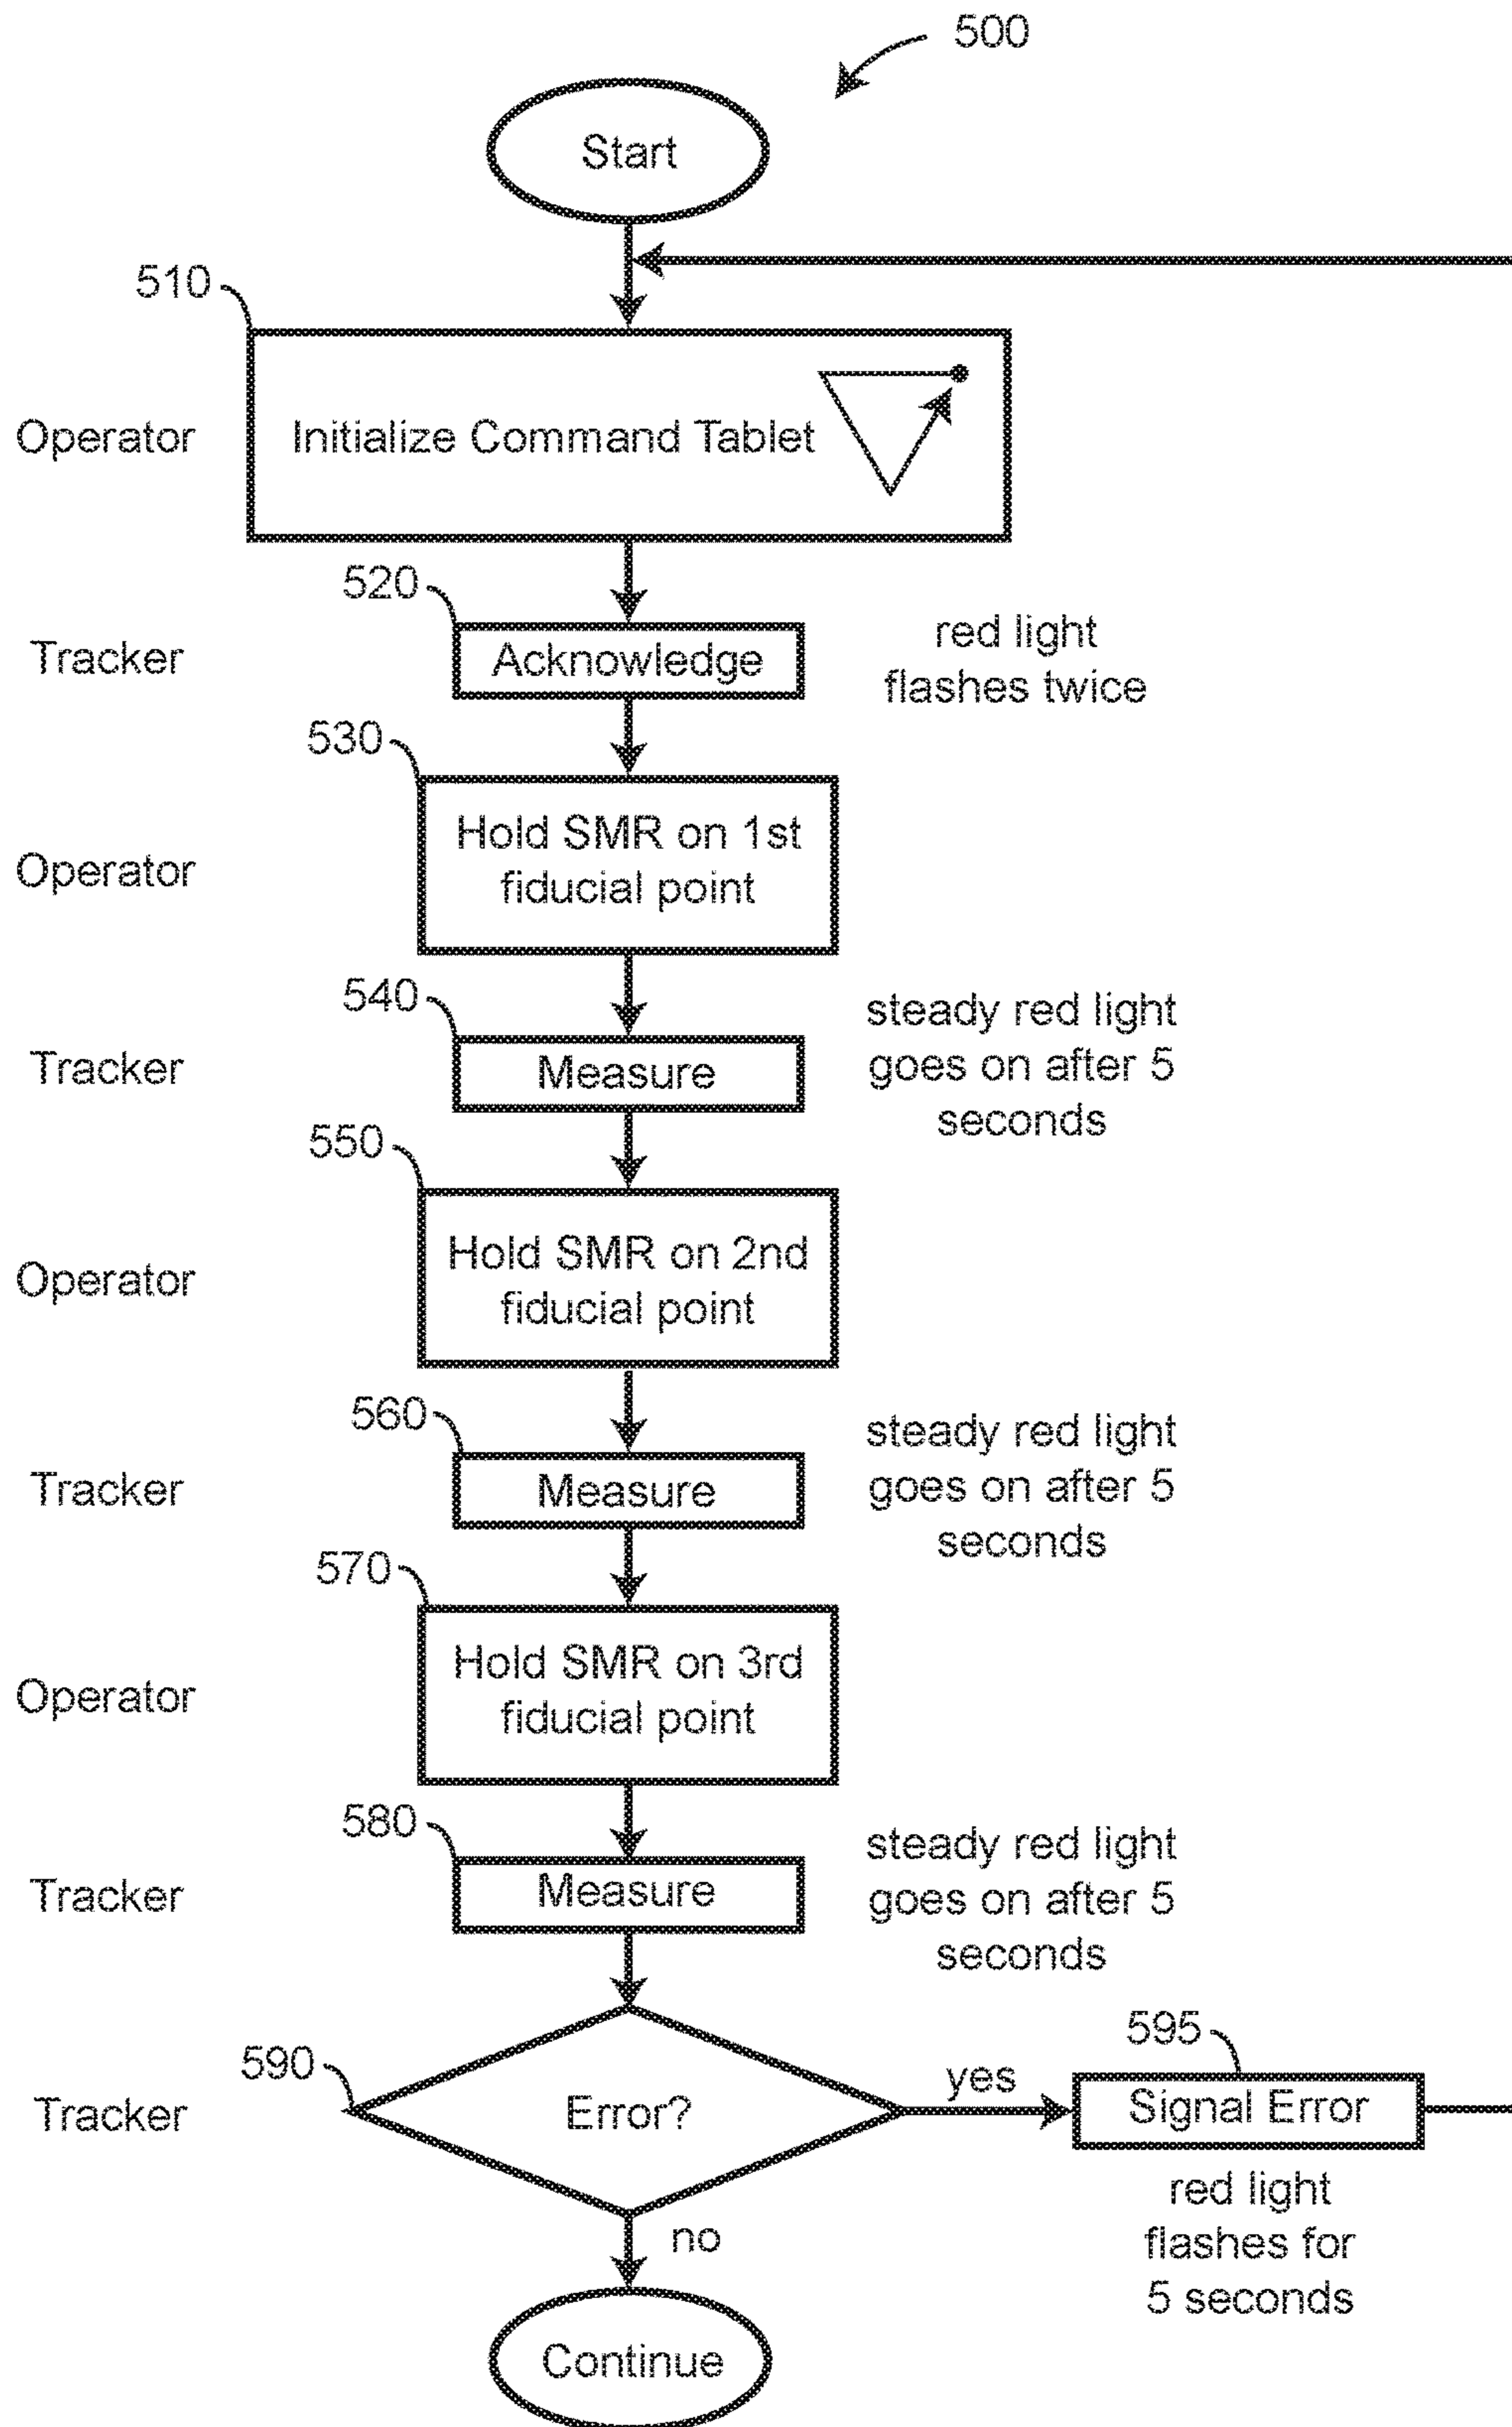 500
Start
510
Operator
Initialize Command Tablet
520
Tracker
Acknowledge
red light
flashes twice
530
Operator
Hold SMR on 1st
fiducial point
540
Tracker
Measure
steady red light
goes on after 5
seconds
550
Operator
Hold SMR on 2nd
fiducial point
560
Tracker
Measure
steady red light
goes on after 5
seconds
570
Operator
Hold SMR on 3rd
fiducial point
580
Tracker
Measure
steady red light
goes on after 5
seconds
590
Tracker
Error?
yes
595
Signal Error
red light
flashes for
5 seconds
no
Continue